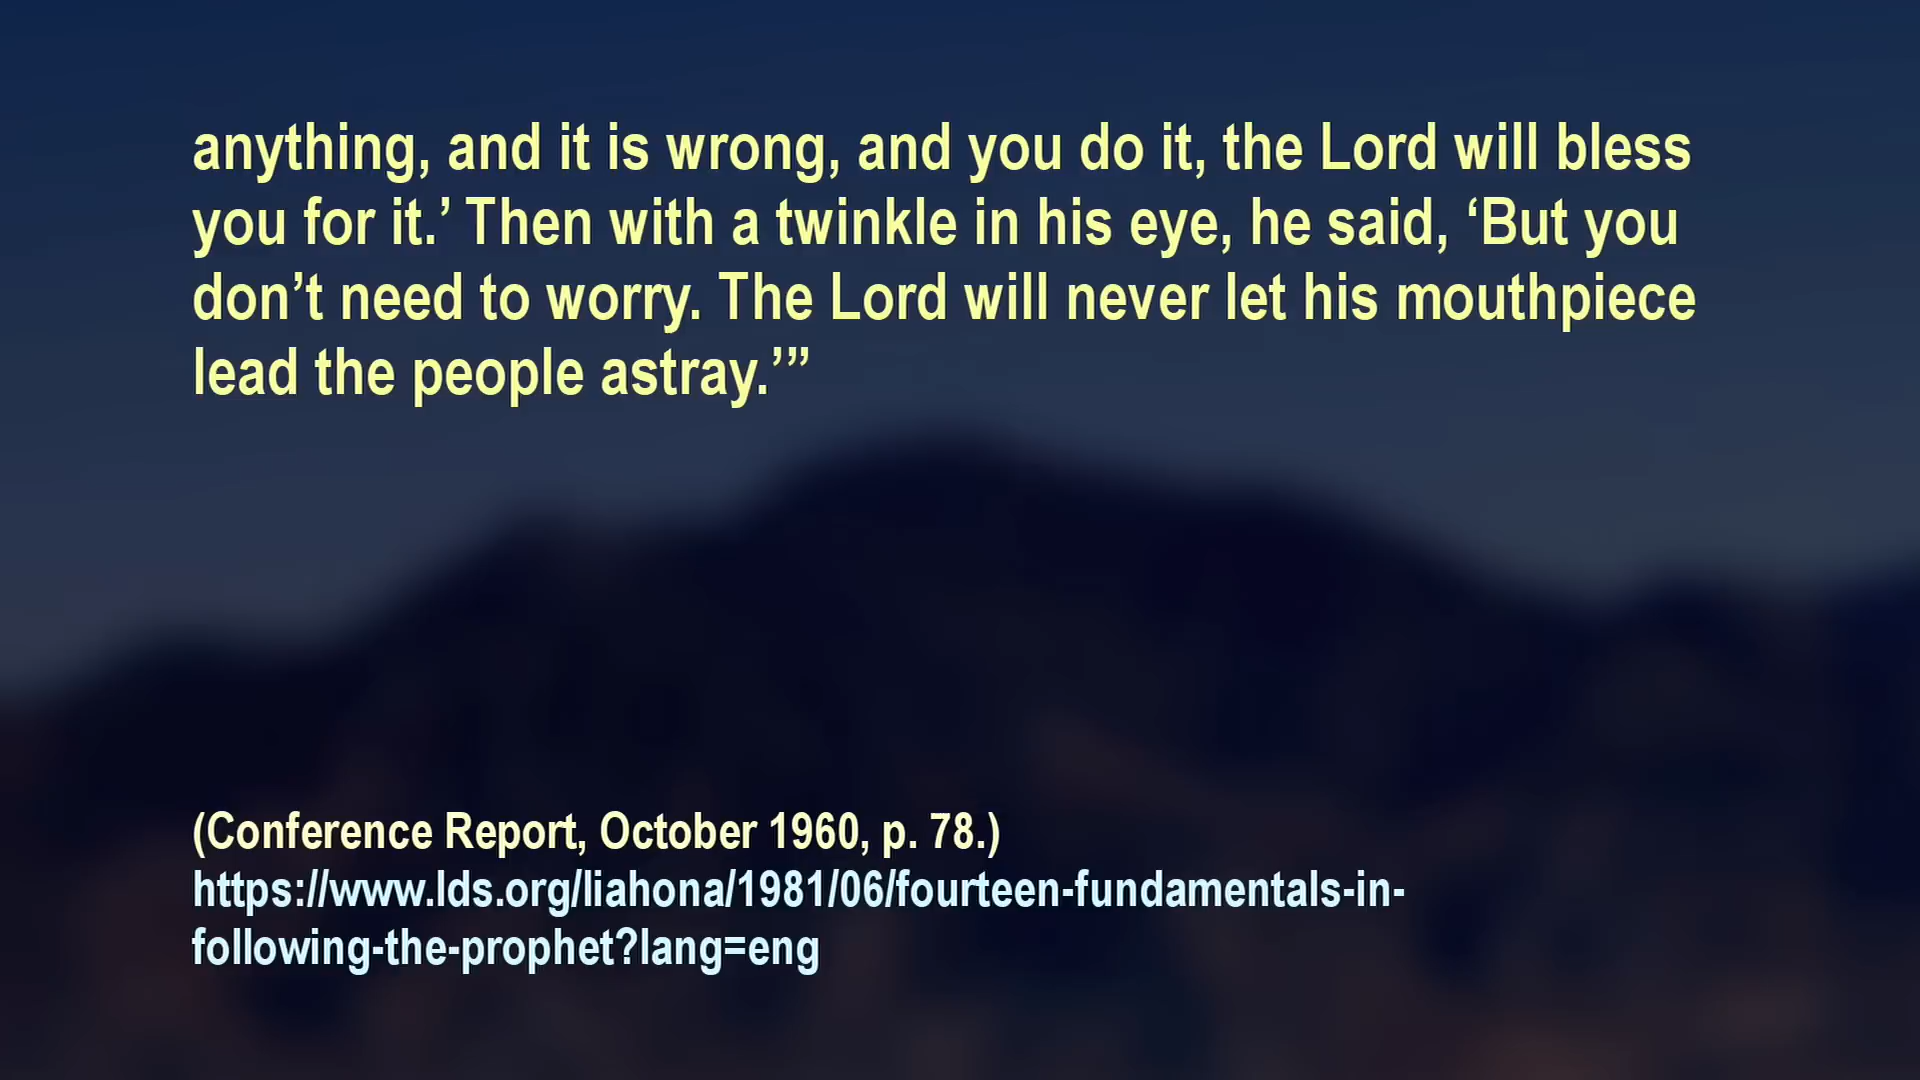 anything, and it is wrong, and you do it, the Lord will bless
you for it.’ Then with a twinkle in his eye, he said, ‘But you
don’t need to worry. The Lord will never let his mouthpiece
lead the people astray.’”
(Conference Report, October 1960, p. 78.)
https://www.lds.org/liahona/1981/06/fourteen-fundamentals-in-
following-the-prophet?lang=eng